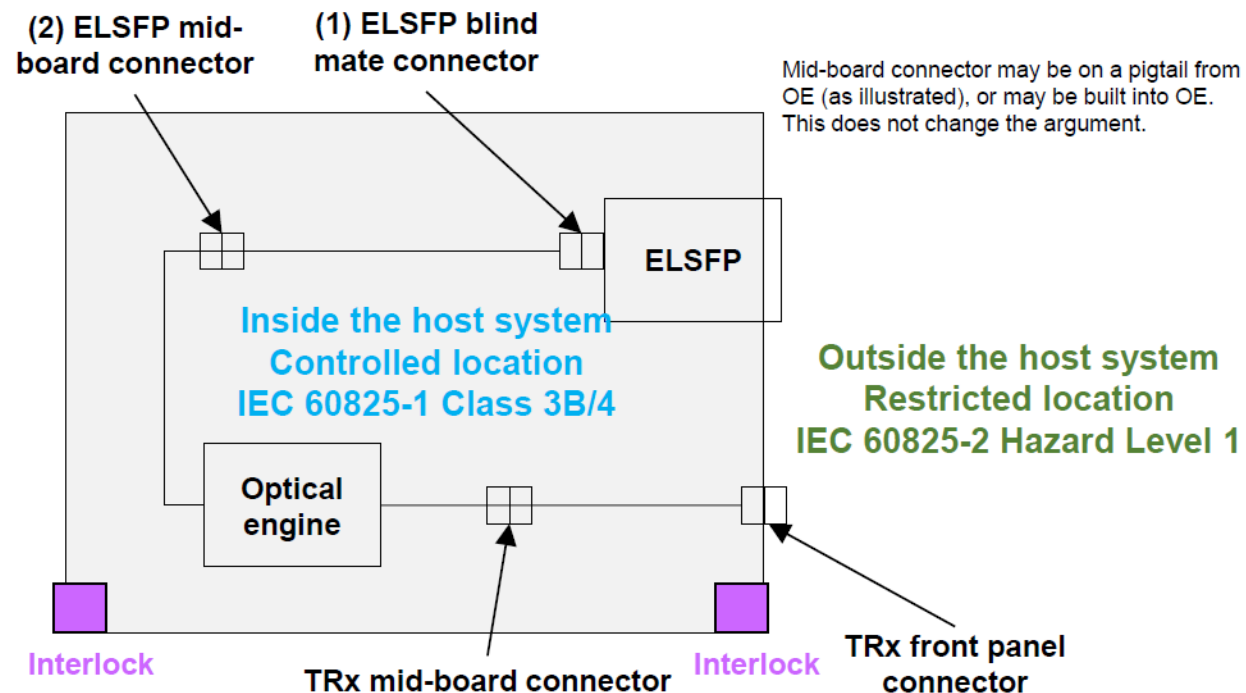 (2) ELSFP mid-
board connector
(1) ELSFP blind
mate connector
Mid-board connector may be on a pigtail from
OE (as illustrated), or may be built into OE.
This does not change the argument.
ELSFP
Inside the host system
Controlled location
IEC 60825-1 Class 3B/4
Outside the host system
Restricted location
IEC 60825-2 Hazard Level 1
Optical
engine
Interlock
TRx mid-board connector
Interlock
TRx front panel
connector